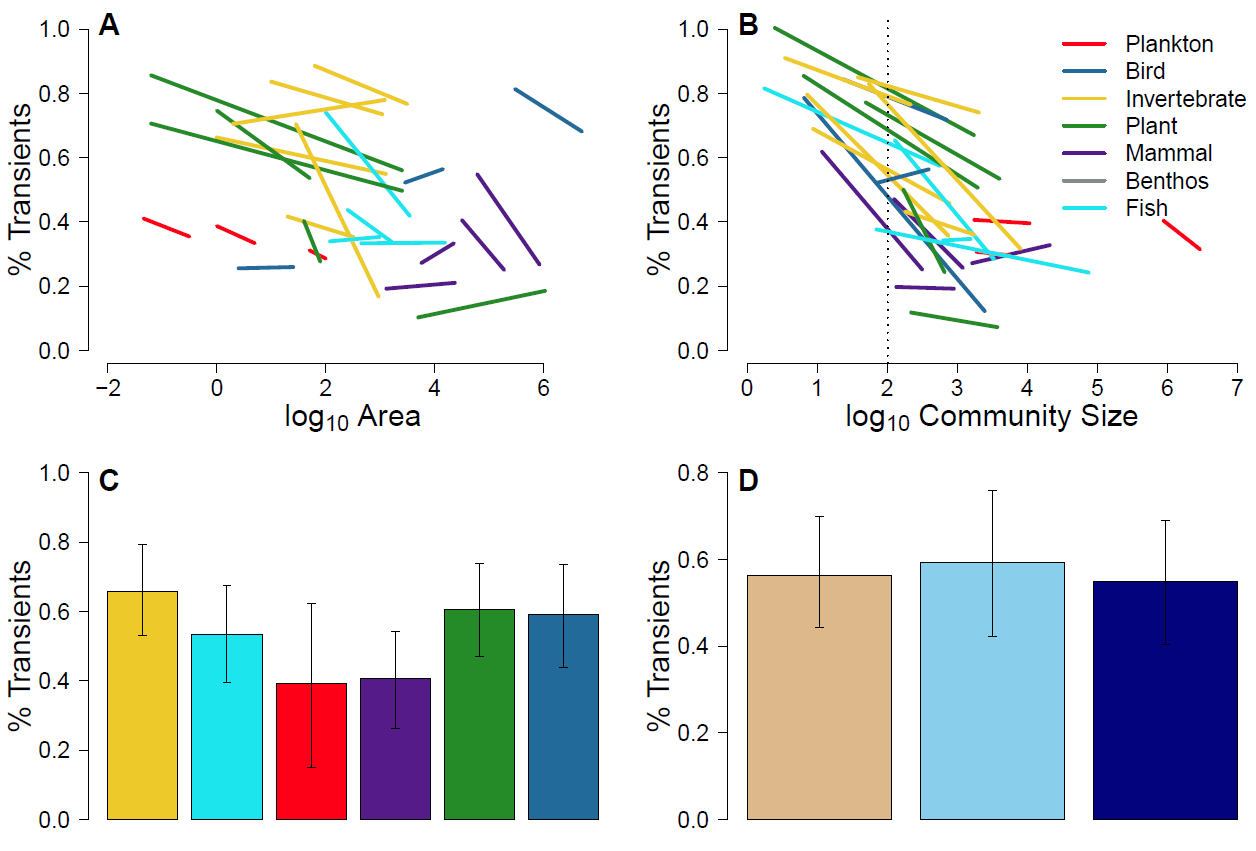 A
% Transients
1.0
0.8
0.6
0.4
0.2
0.0
−2 0 2 4 6
log10 Area
B
% Transients
1.0
0.8
0.6
0.4
0.2
0.0
0 1 2 3 4 5 6 7
log10 Community Size
Plankton
Bird
Invertebrate
Plant
Mammal
Benthos
Fish
C
% Transients
1.0
0.8
0.6
0.4
0.2
0.0
D
% Transients
0.8
0.6
0.4
0.2
0.0